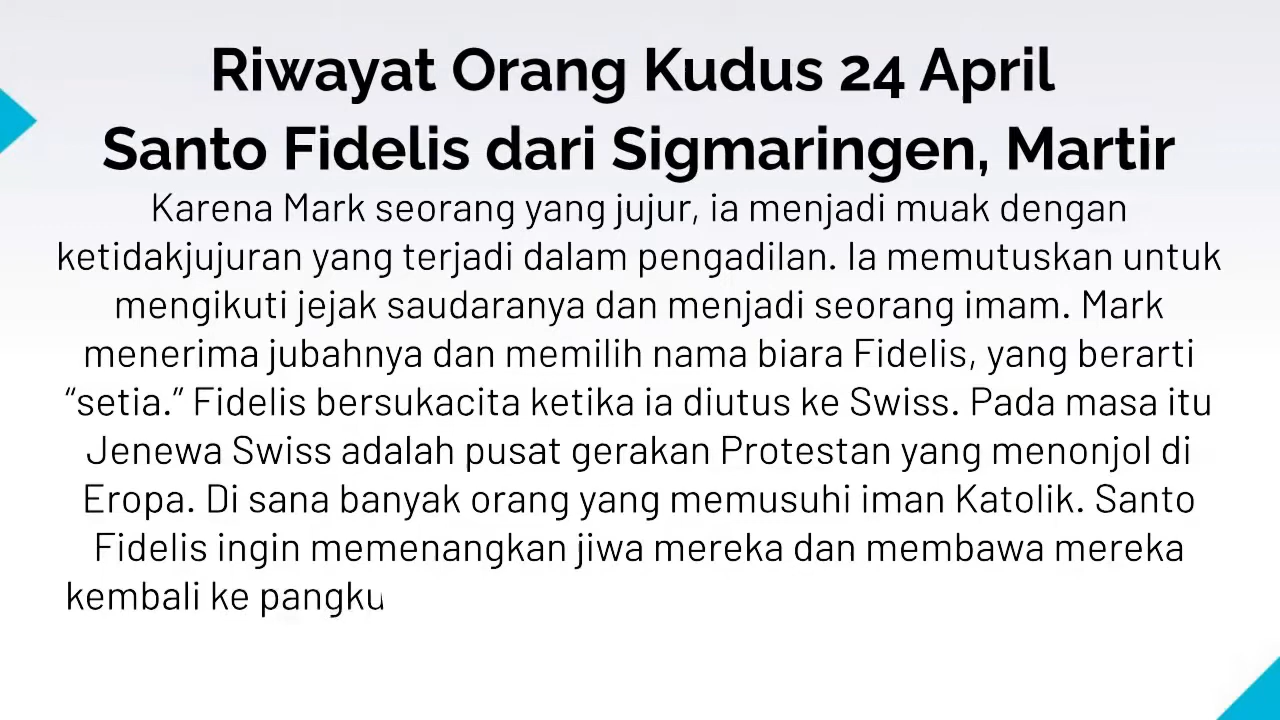 Riwayat Orang Kudus 24 April
Santo Fidelis dari Sigmaringen, Martir
Karena Mark seorang yang jujur, ia menjadi muak dengan
ketidakjujuran yang terjadi dalam pengadilan. Ia memutuskan untuk
mengikuti jejak saudaranya dan menjadi seorang imam. Mark
menerima jubahnya dan memilih nama biara Fidelis, yang berarti
“setia.” Fidelis bersukacita ketika ia diutus ke Swiss. Pada masa itu
Jenewa Swiss adalah pusat gerakan Protestan yang menonjol di
Eropa. Di sana banyak orang yang memusuhi iman Katolik. Santo
Fidelis ingin memenangkan jiwa mereka dan membawa mereka
kembali ke pangku